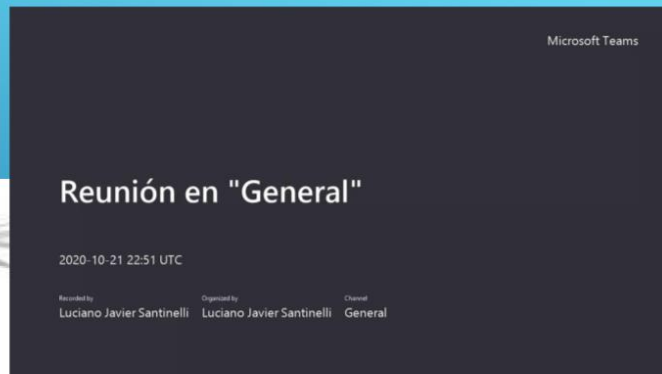 Microsoft Teams
Reunión en "General"
2020-10-21 22:51 UTC
Recorded by Organized by Channel
Luciano Javier Santinelli Luciano Javier Santinelli General